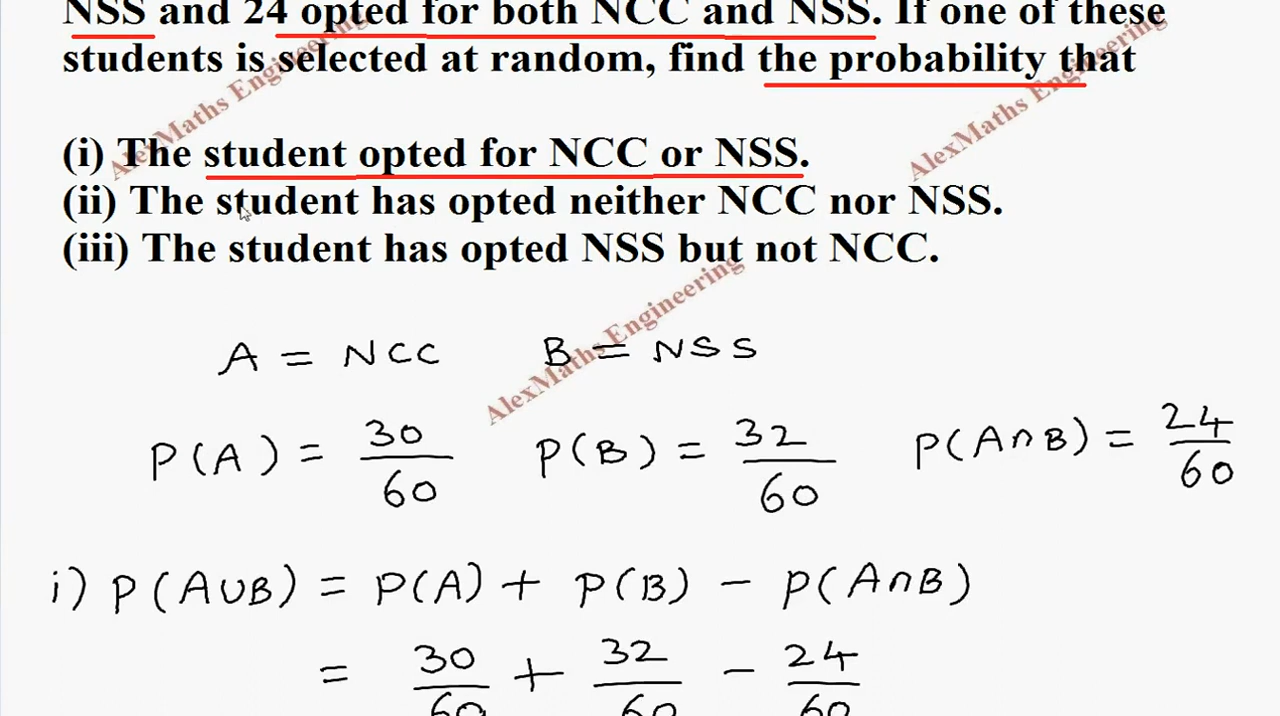 NSS and 24 opted for both NCC and NSS. If one of these
students is selected at random, find the probability that
(i) The student opted for NCC or NSS.
(ii) The student has opted neither NCC nor NSS.
(iii) The student has opted NSS but not NCC.
AlexMaths Engineering
AlexMaths Engineering
AlexMaths Engineering
A = NCC B = NSS
P(A) = 30/60 P(B) = 32/60 P(A∩B) = 24/60
i) P(A∪B) = P(A) + P(B) - P(A∩B)
= 30/60 + 32/60 - 24/60